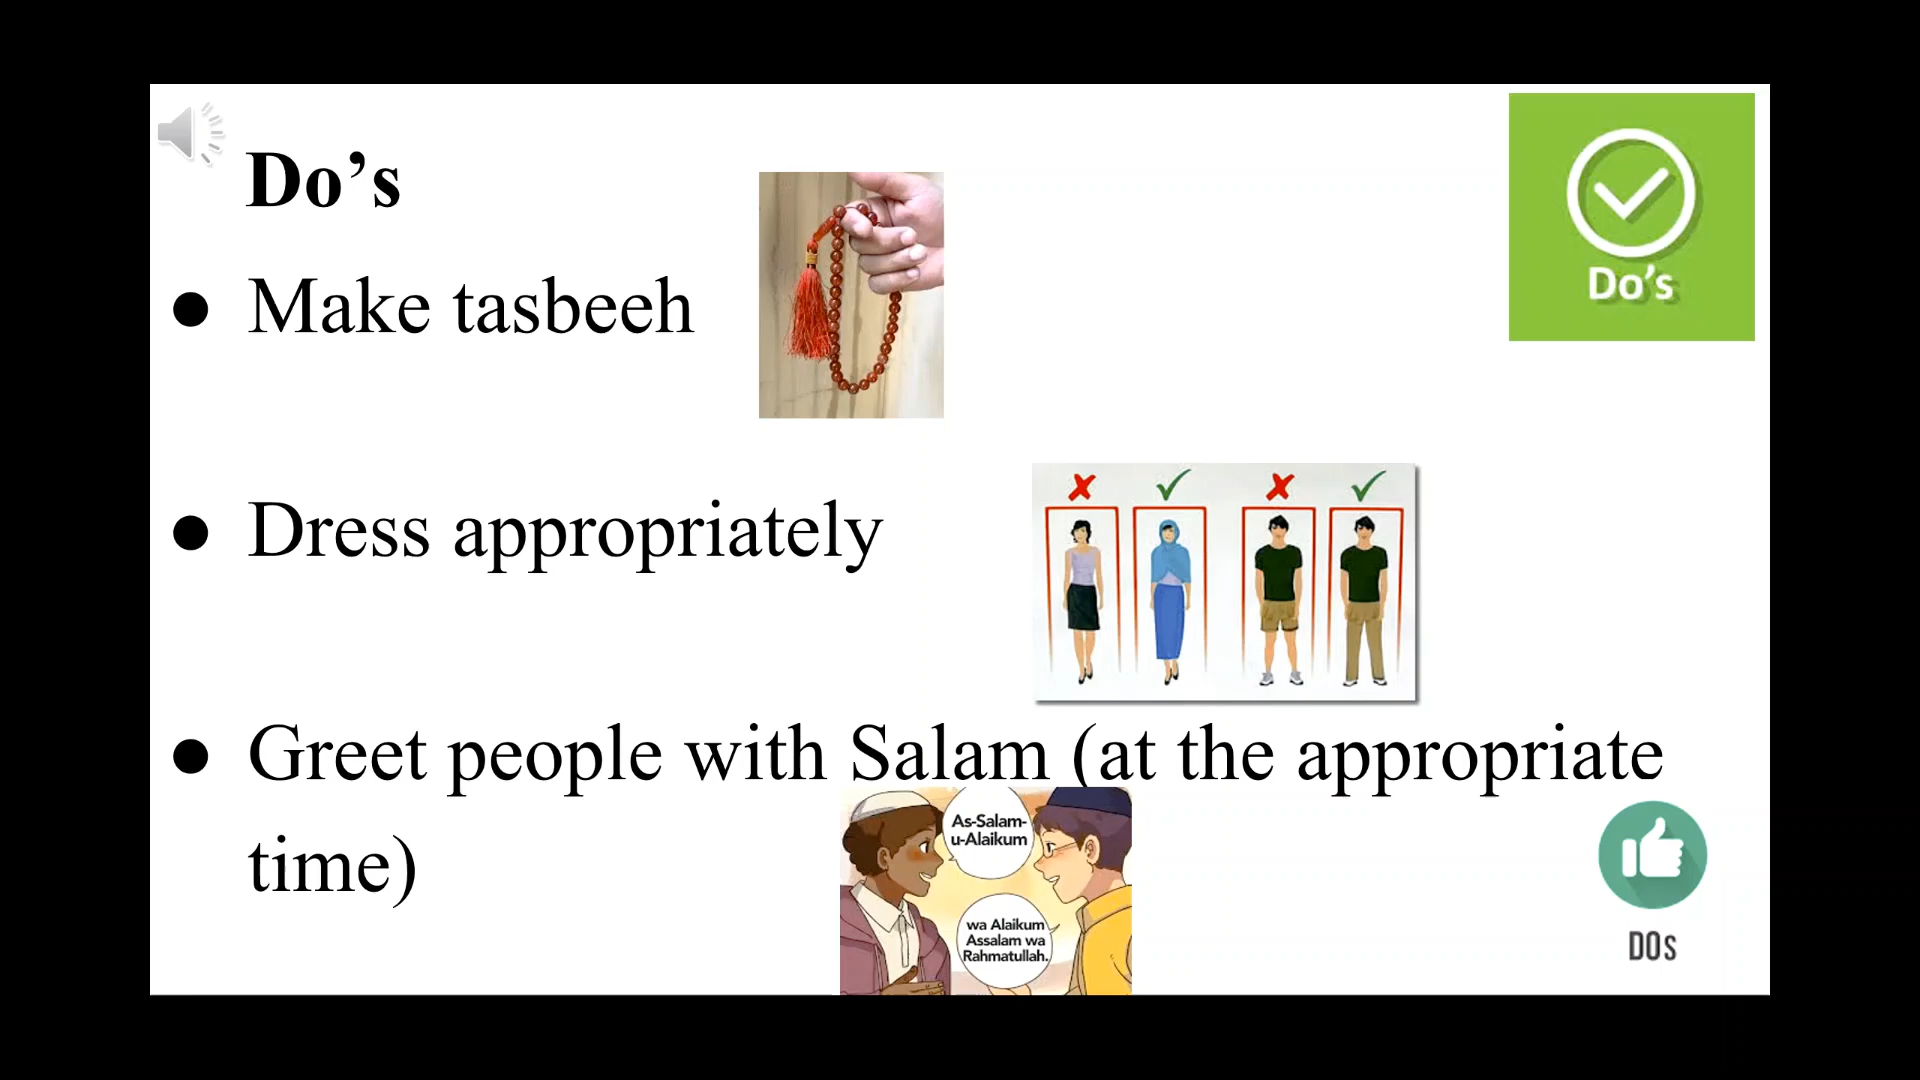 Do’s
Do’s
● Make tasbeeh
● Dress appropriately
● Greet people with Salam (at the appropriate
time)
As-Salam-
u-Alaikum
wa Alaikum
Assalam wa
Rahmatullah.
DOs